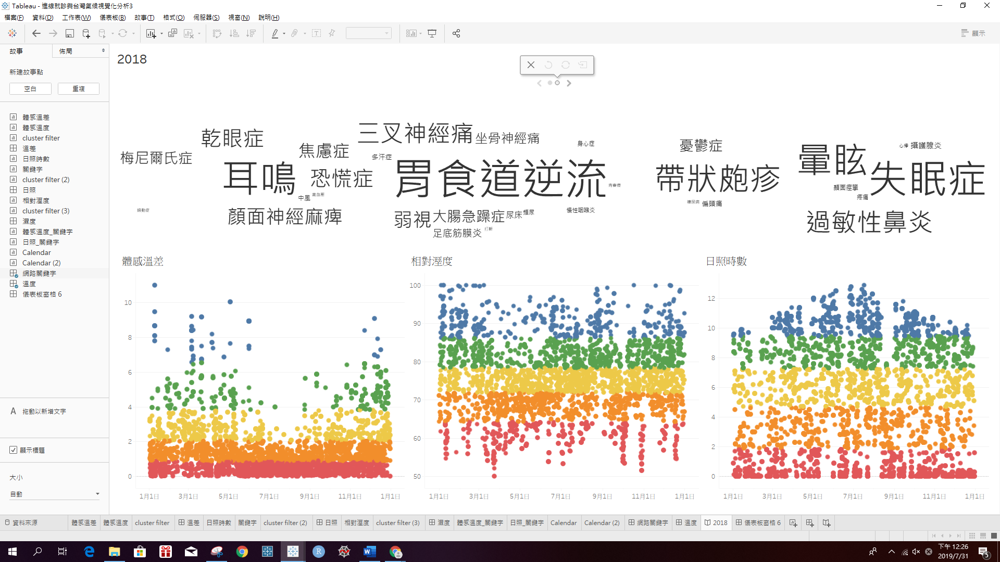 Tableau - 進線就診與台灣氣候視覺化分析3
檔案(F) 資料(D) 工作表(W) 儀表板(B) 故事(T) 格式(O) 伺服器(S) 視窗(N) 說明(H)
顯示
故事 佈局
新建故事點
空白 重複
體感溫差
體感溫度
cluster filter
溫差
日照時數
關鍵字
cluster filter (2)
日照
相對溼度
cluster filter (3)
濕度
體感溫度_關鍵字
日照_關鍵字
Calendar
Calendar (2)
網路關鍵字
溫度
儀表板窗格 6
A 拖動以新增文字
顯示標題
大小
自動
2018
三叉神經痛
乾眼症
坐骨神經痛
身心症
焦慮症
憂鬱症
心悸
攝護腺炎
梅尼爾氏症
多汗症
暈眩
耳鳴
恐慌症
胃食道逆流
青春痘
帶狀皰疹
失眠症
顏面痙攣
中風
高血壓
疼痛
糖尿病
偏頭痛
過動症
顏面神經麻痺
弱視
大腸急躁症
尿床
頻尿
慢性咽喉炎
過敏性鼻炎
足底筋膜炎
打鼾
體感溫差
10
8
6
4
2
0
1月1日 3月1日 5月1日 7月1日 9月1日 11月1日 1月1日
相對溼度
100
90
80
70
60
50
1月1日 3月1日 5月1日 7月1日 9月1日 11月1日 1月1日
日照時數
12
10
8
6
4
2
0
1月1日 3月1日 5月1日 7月1日 9月1日 11月1日 1月1日
資料來源 體感溫差 體感溫度 cluster filter 溫差 日照時數 關鍵字 cluster filter (2) 日照 相對溼度 cluster filter (3) 濕度 體感溫度_關鍵字 日照_關鍵字 Calendar Calendar (2) 網路關鍵字 溫度 2018 儀表板窗格 6
下午 12:26
2019/7/31
5